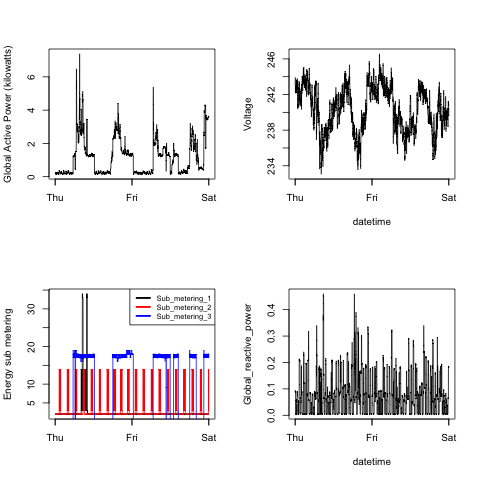 Global Active Power (kilowatts)
0 2 4 6
Thu Fri Sat
Voltage
234 238 242 246
Thu Fri Sat
datetime
Energy sub metering
5 10 20 30
Sub_metering_1
Sub_metering_2
Sub_metering_3
Thu Fri Sat
Global_reactive_power
0.0 0.1 0.2 0.3 0.4
Thu Fri Sat
datetime